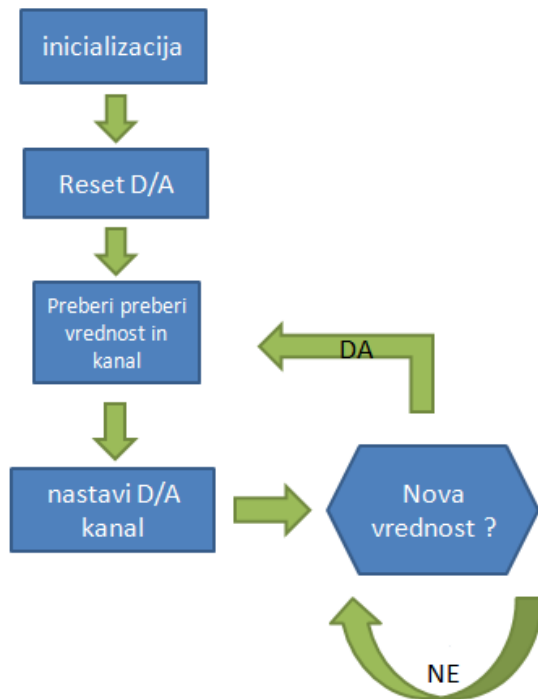 inicializacija
Reset D/A
Preberi preberi
vrednost in
kanal
DA
nastavi D/A
kanal
Nova
vrednost ?
NE